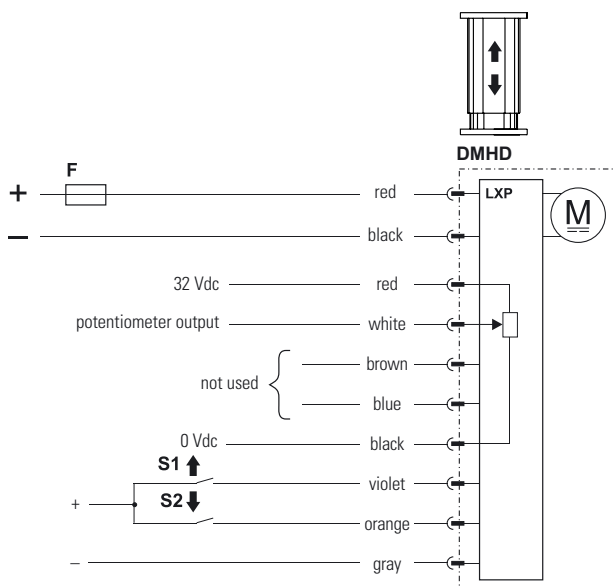 DMHD
F
+ red LXP
M
– black
32 Vdc red
potentiometer output white
brown
not used
blue
0 Vdc black
S1
violet
+ S2
orange
– gray